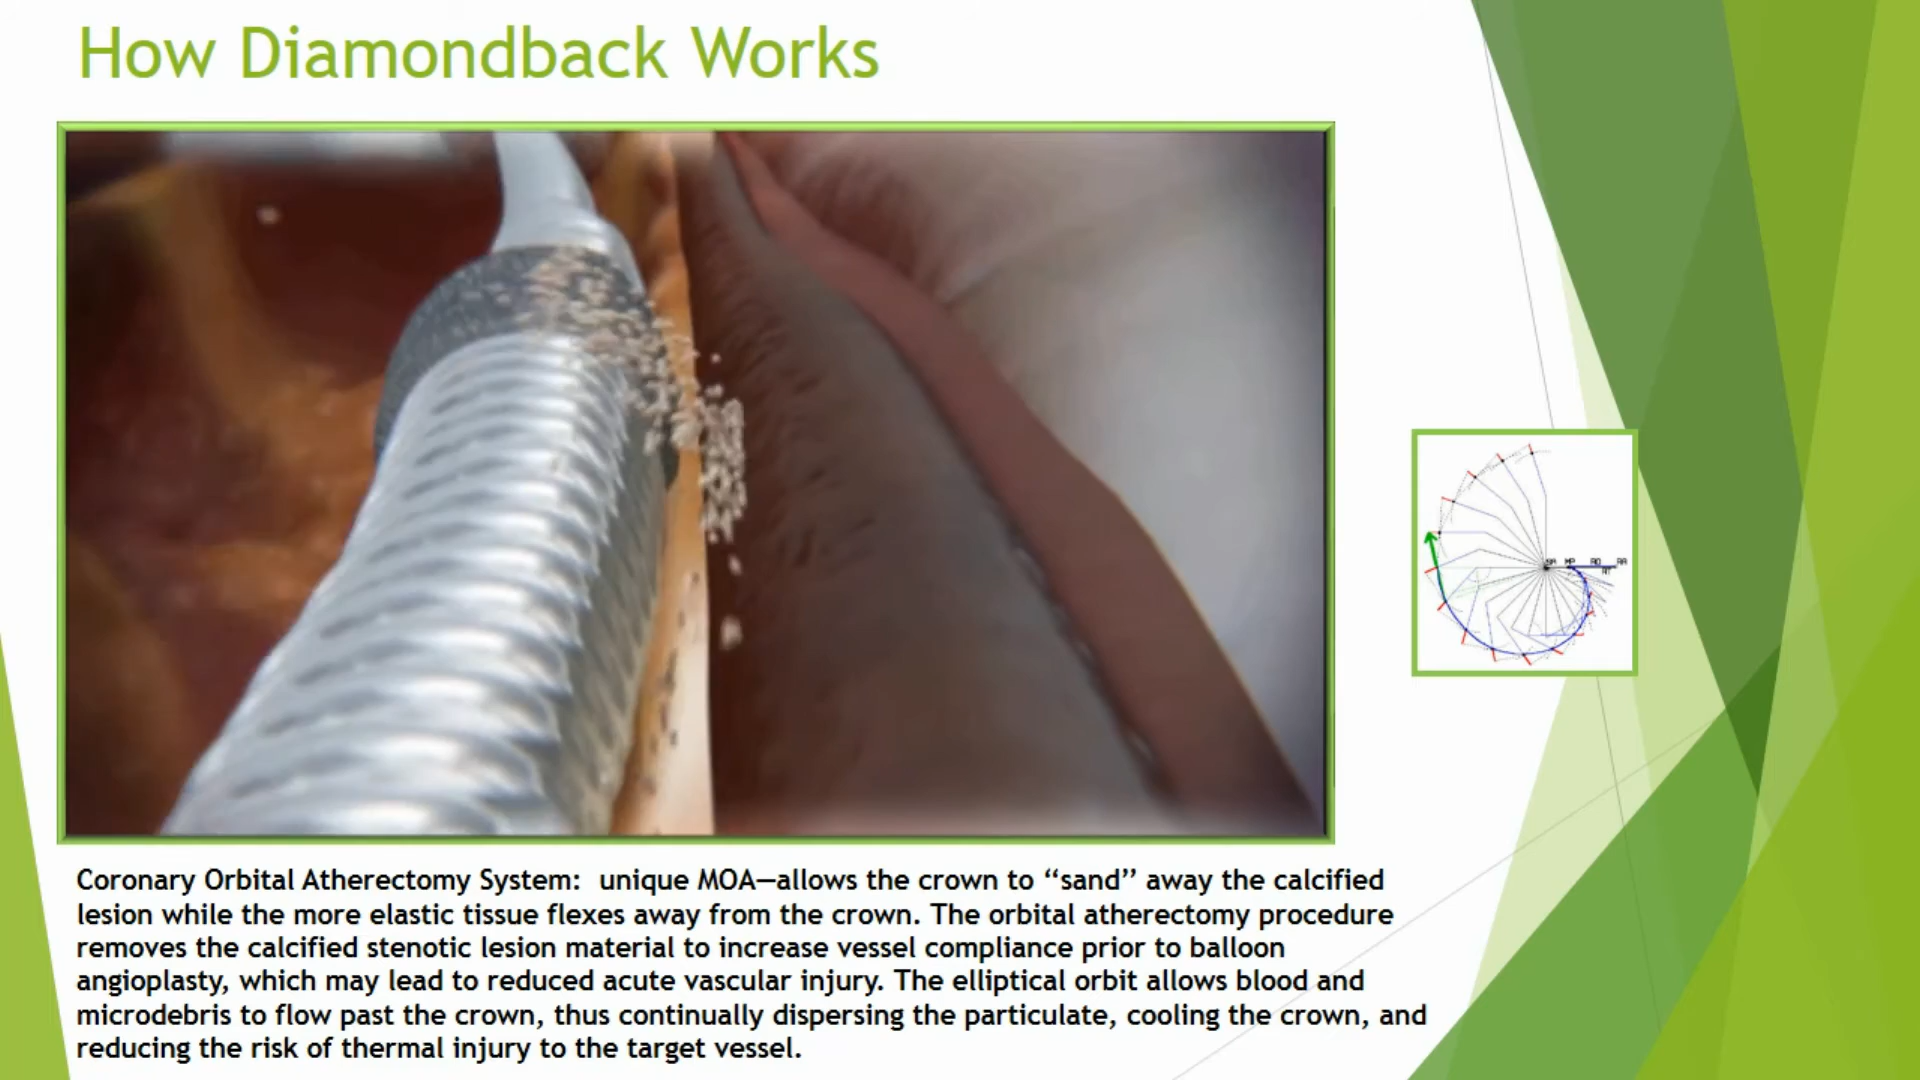 How Diamondback Works
Coronary Orbital Atherectomy System:  unique MOA—allows the crown to “sand” away the calcified
lesion while the more elastic tissue flexes away from the crown. The orbital atherectomy procedure
removes the calcified stenotic lesion material to increase vessel compliance prior to balloon
angioplasty, which may lead to reduced acute vascular injury. The elliptical orbit allows blood and
microdebris to flow past the crown, thus continually dispersing the particulate, cooling the crown, and
reducing the risk of thermal injury to the target vessel.